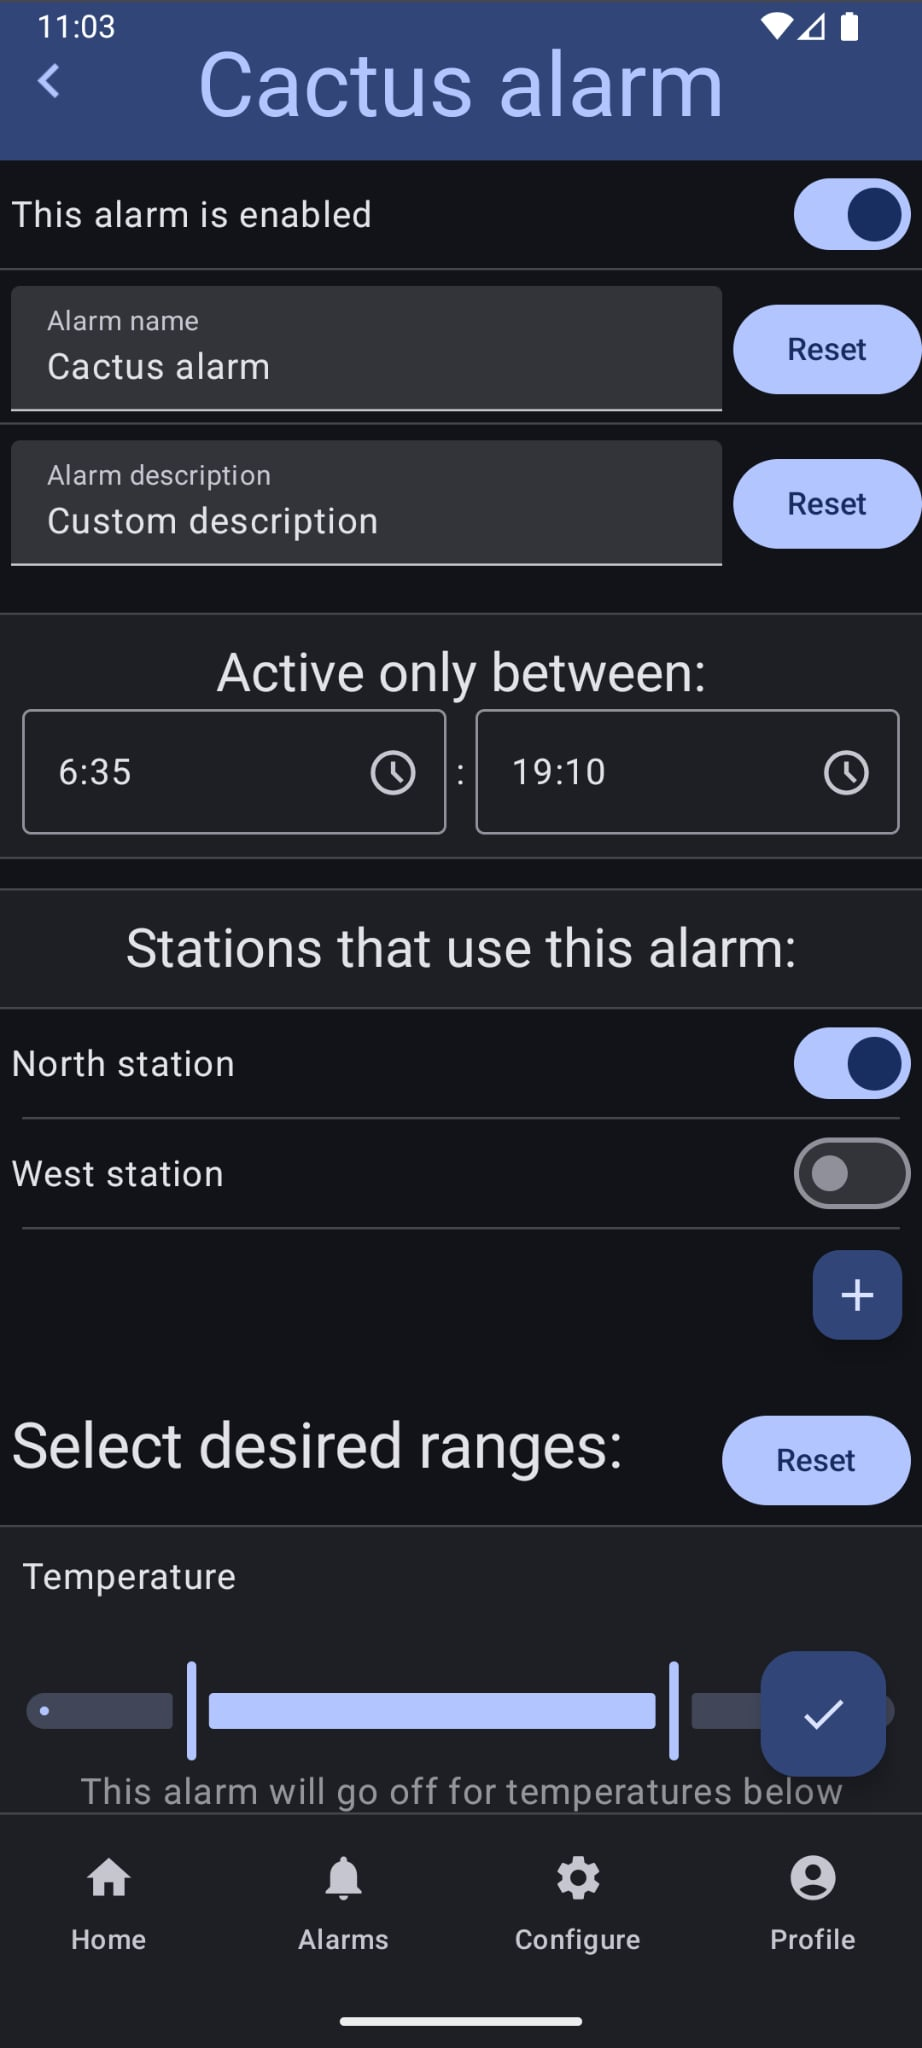 11:03
Cactus alarm
This alarm is enabled
Alarm name
Cactus alarm
Reset
Alarm description
Custom description
Reset
Active only between:
6:35 : 19:10
Stations that use this alarm:
North station
West station
Select desired ranges:
Reset
Temperature
This alarm will go off for temperatures below
Home Alarms Configure Profile